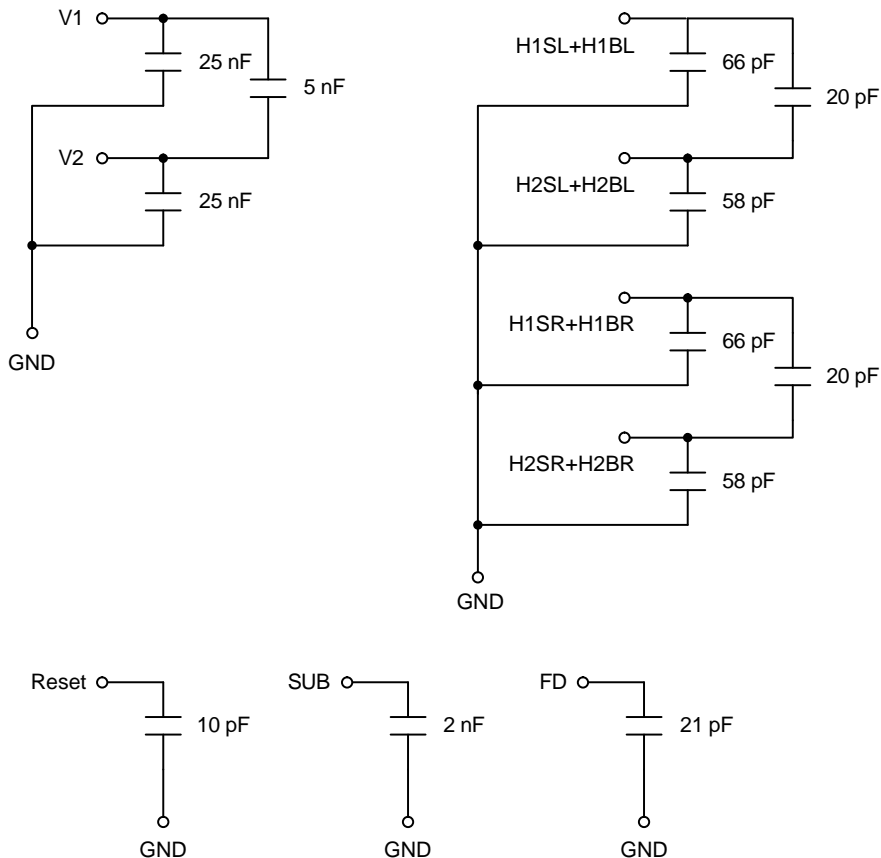 V1
25 nF
5 nF
V2
25 nF
GND
H1SL+H1BL
66 pF
20 pF
H2SL+H2BL
58 pF
H1SR+H1BR
66 pF
20 pF
H2SR+H2BR
58 pF
GND
Reset
10 pF
GND
SUB
2 nF
GND
FD
21 pF
GND